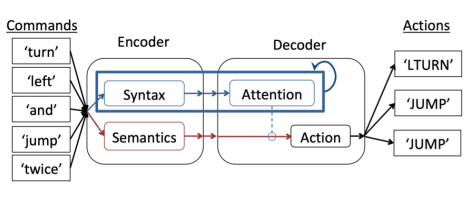 Commands
Encoder
Decoder
Actions
'turn'
'left'
'and'
'jump'
'twice'
Syntax
Attention
Semantics
Action
'LTURN'
'JUMP'
'JUMP'